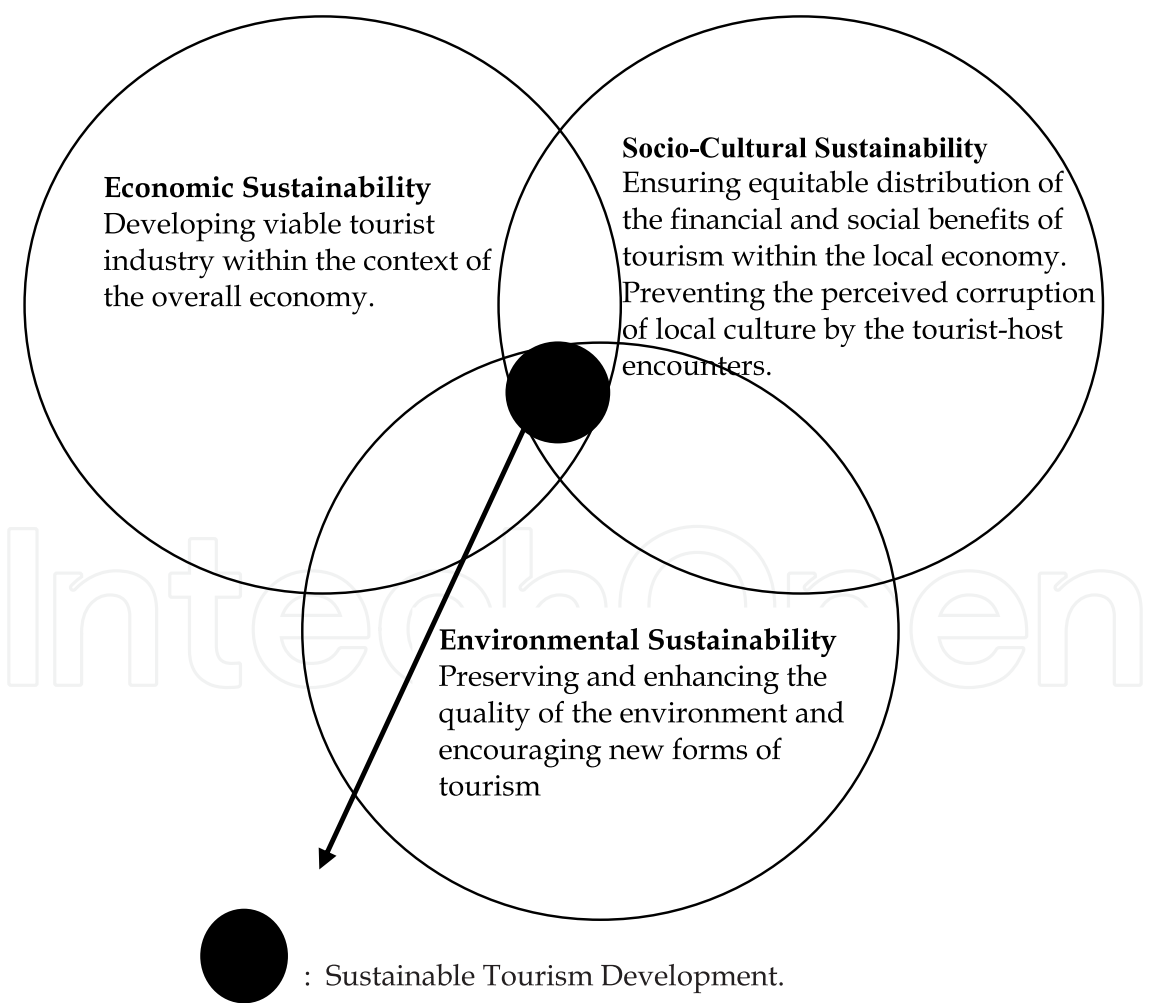 Economic Sustainability
Developing viable tourist
industry within the context of
the overall economy.
Socio-Cultural Sustainability
Ensuring equitable distribution of
the financial and social benefits of
tourism within the local economy.
Preventing the perceived corruption
of local culture by the tourist-host
encounters.
IntechOpen
Environmental Sustainability
Preserving and enhancing the
quality of the environment and
encouraging new forms of
tourism
: Sustainable Tourism Development.